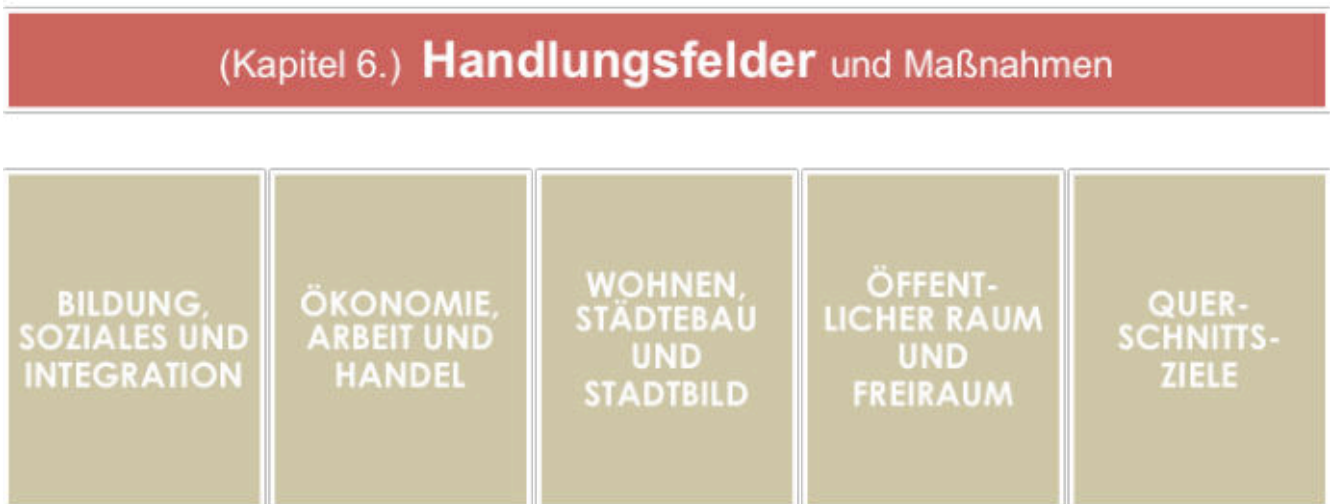 (Kapitel 6.) Handlungsfelder und Maßnahmen
BILDUNG,
SOZIALES UND
INTEGRATION
ÖKONOMIE,
ARBEIT UND
HANDEL
WOHNEN,
STÄDTEBAU
UND
STADTBILD
ÖFFENT-
LICHER RAUM
UND
FREIRAUM
QUER-
SCHNITTS-
ZIELE